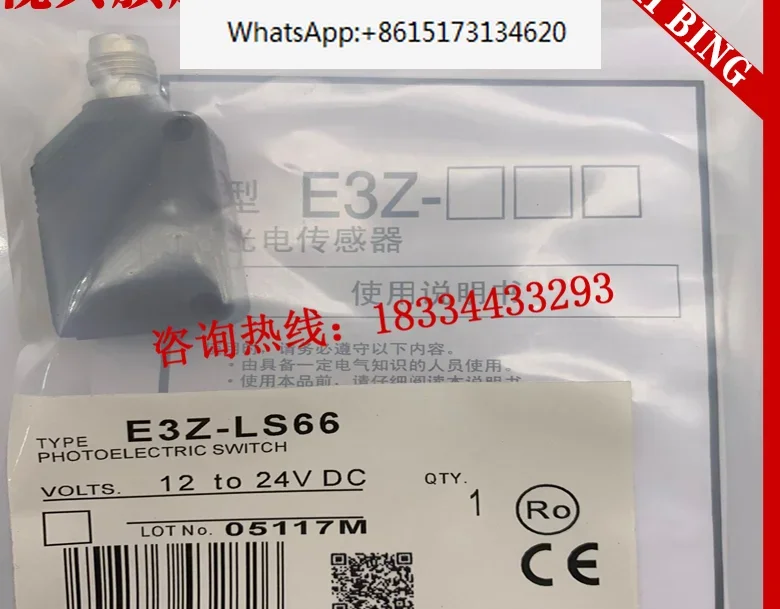 WhatsApp:+8615173134620
BING
型 E3Z-□□□
光电传感器
使用说明书
咨询热线：18334433293
请务必遵守以下内容。
·由具备一定电气知识的人员使用。
·使用本品前，请仔细阅读本说明书
TYPE E3Z-LS66
PHOTOELECTRIC SWITCH
VOLTS. 12 to 24V DC
QTY. 1
LOT No. 05117M
Ro
CE